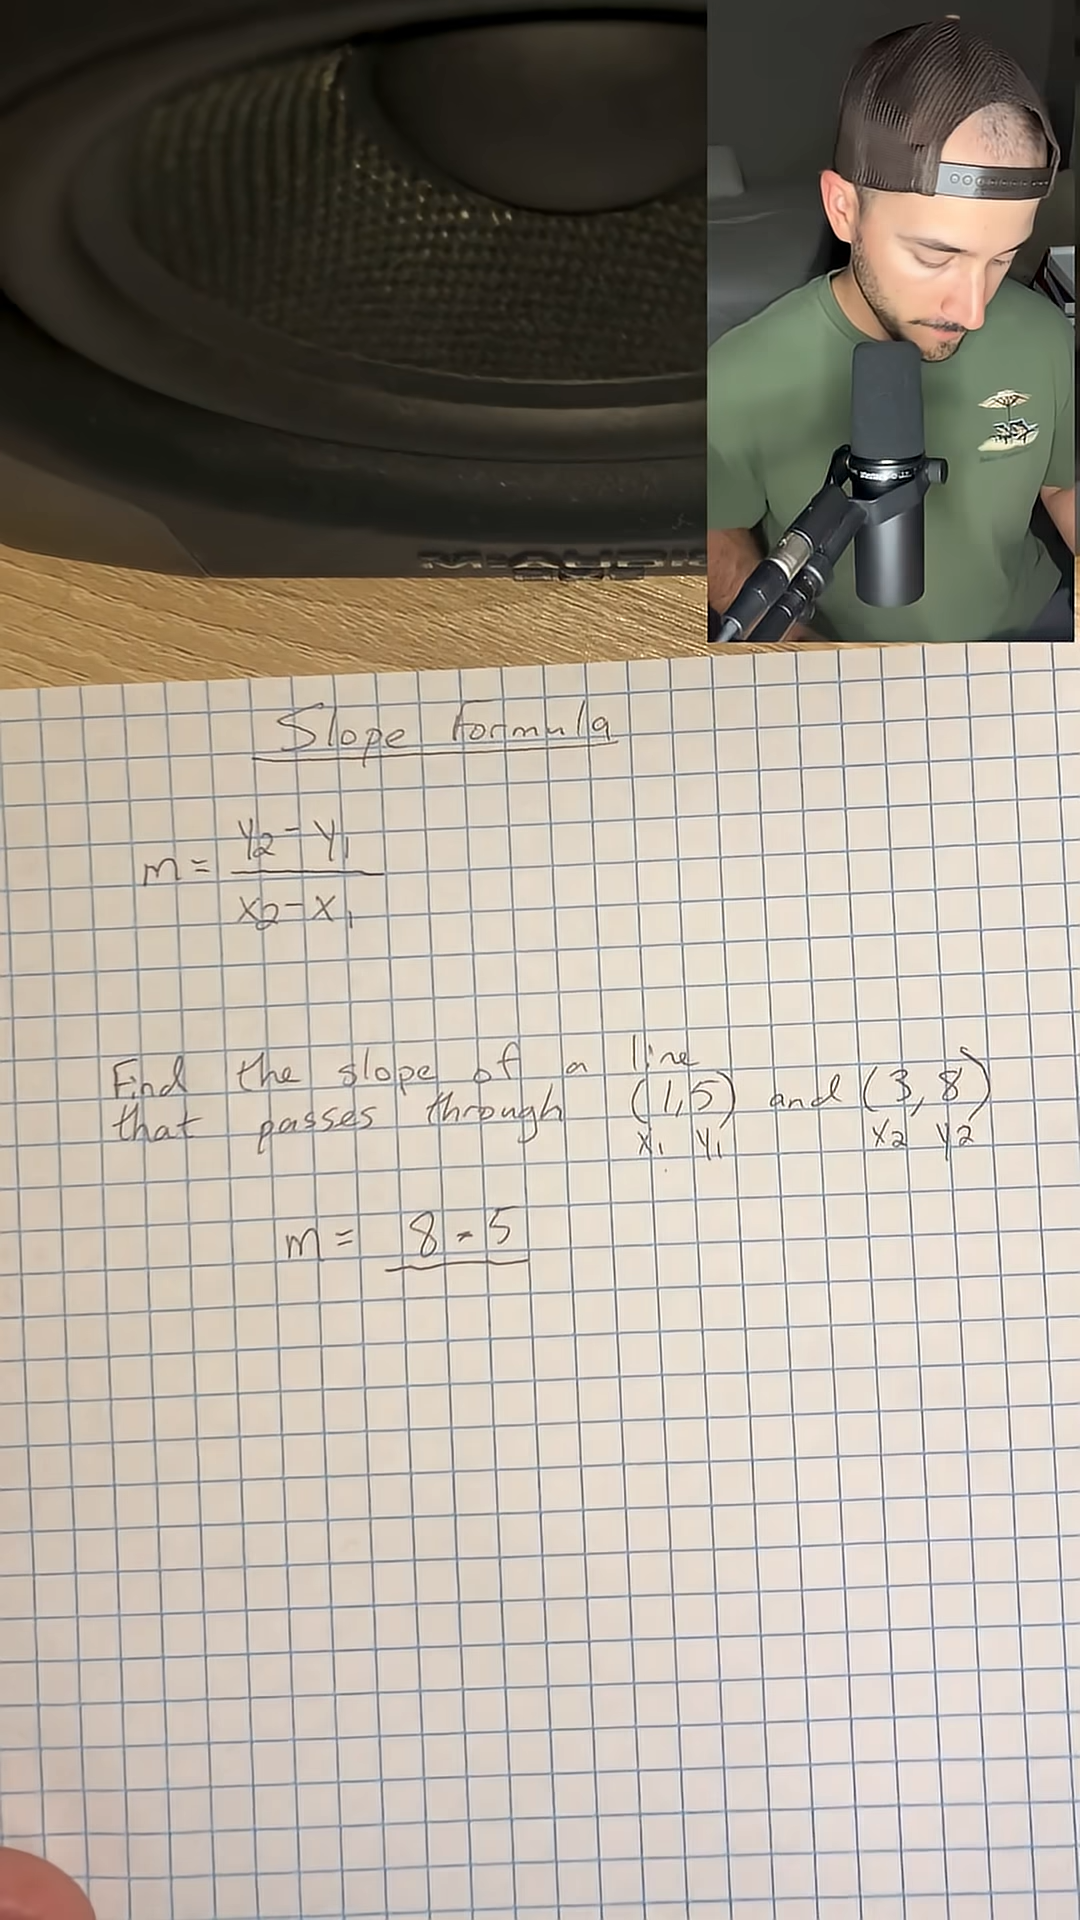 Slope Formula
m = y₂ - y₁
x₂ - x₁
Find the slope of a line
that passes through (1,5) and (3,8)
x₁ y₁ x₂ y₂
m = 8 - 5